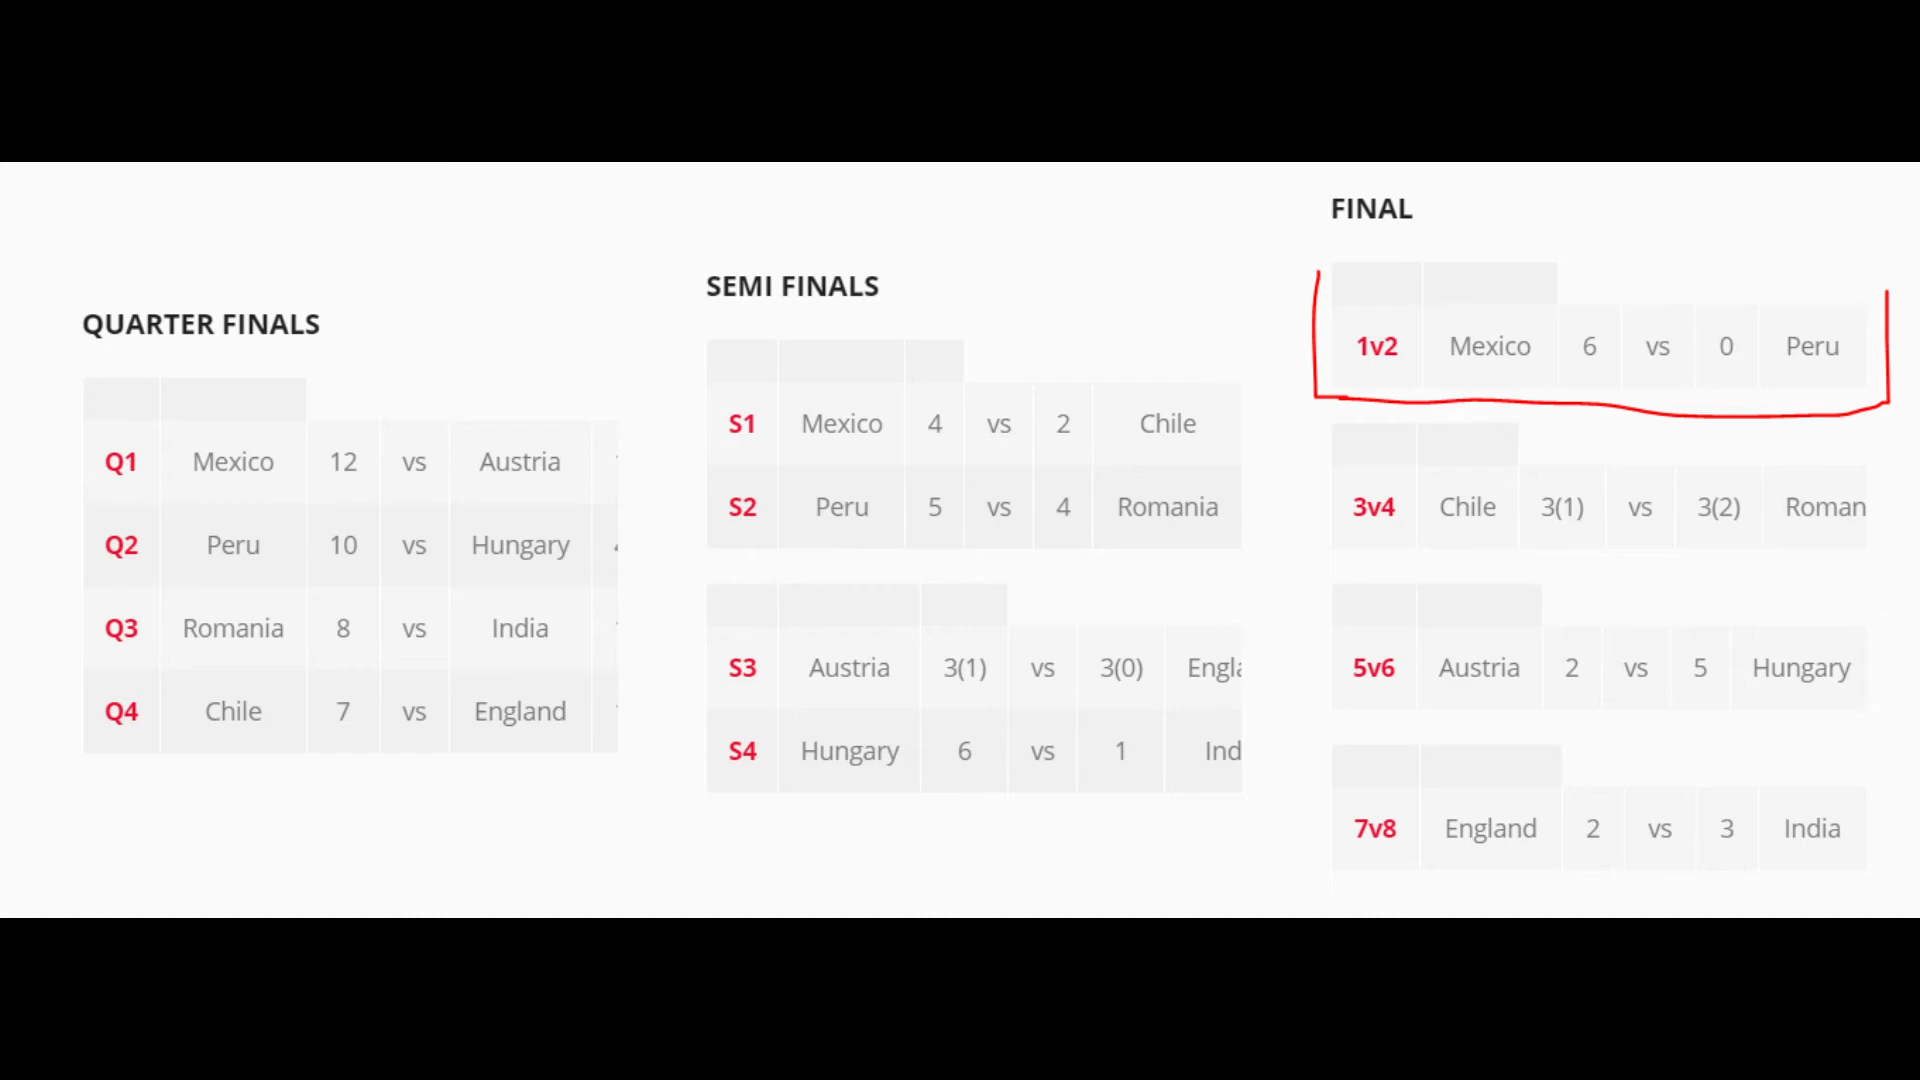 QUARTER FINALS
Q1 Mexico 12 vs Austria
Q2 Peru 10 vs Hungary
Q3 Romania 8 vs India
Q4 Chile 7 vs England
SEMI FINALS
S1 Mexico 4 vs 2 Chile
S2 Peru 5 vs 4 Romania
S3 Austria 3(1) vs 3(0) Engla
S4 Hungary 6 vs 1 Ind
FINAL
1v2 Mexico 6 vs 0 Peru
3v4 Chile 3(1) vs 3(2) Roman
5v6 Austria 2 vs 5 Hungary
7v8 England 2 vs 3 India